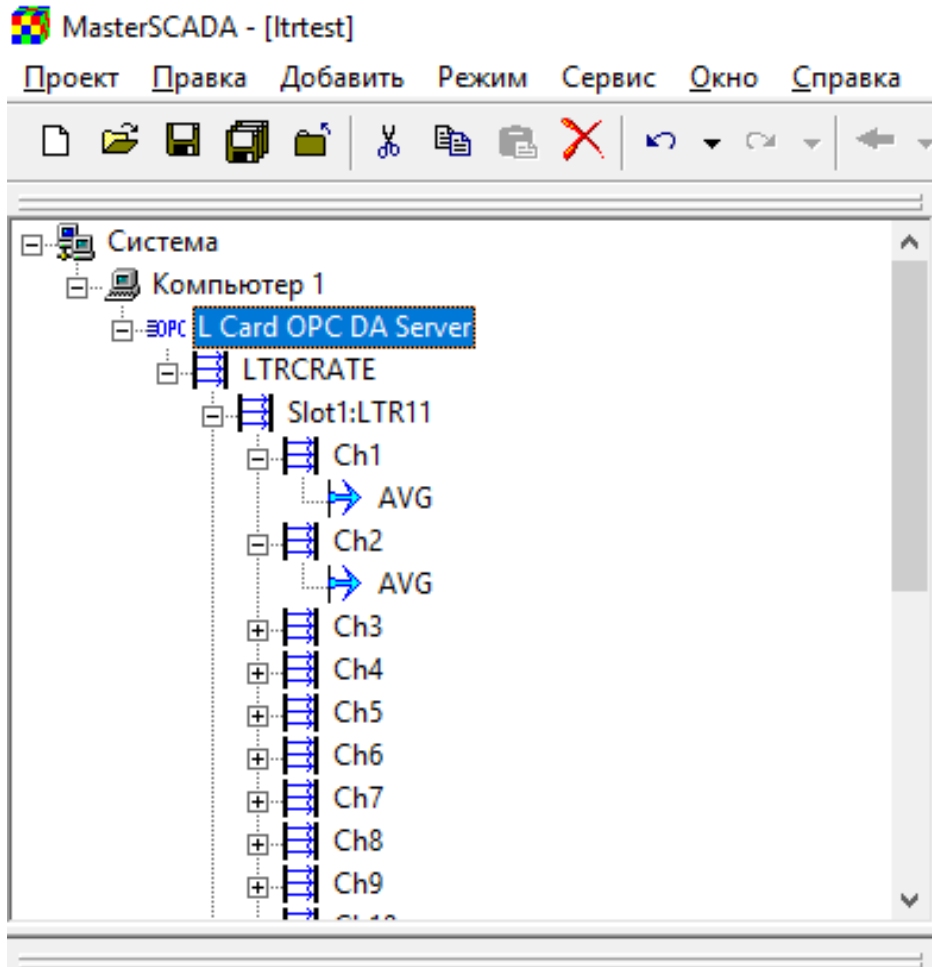 MasterSCADA - [ltrtest]
Проект Правка Добавить Режим Сервис Окно Справка
Система
Компьютер 1
OPC L Card OPC DA Server
LTRCRATE
Slot1:LTR11
Ch1
AVG
Ch2
AVG
Ch3
Ch4
Ch5
Ch6
Ch7
Ch8
Ch9